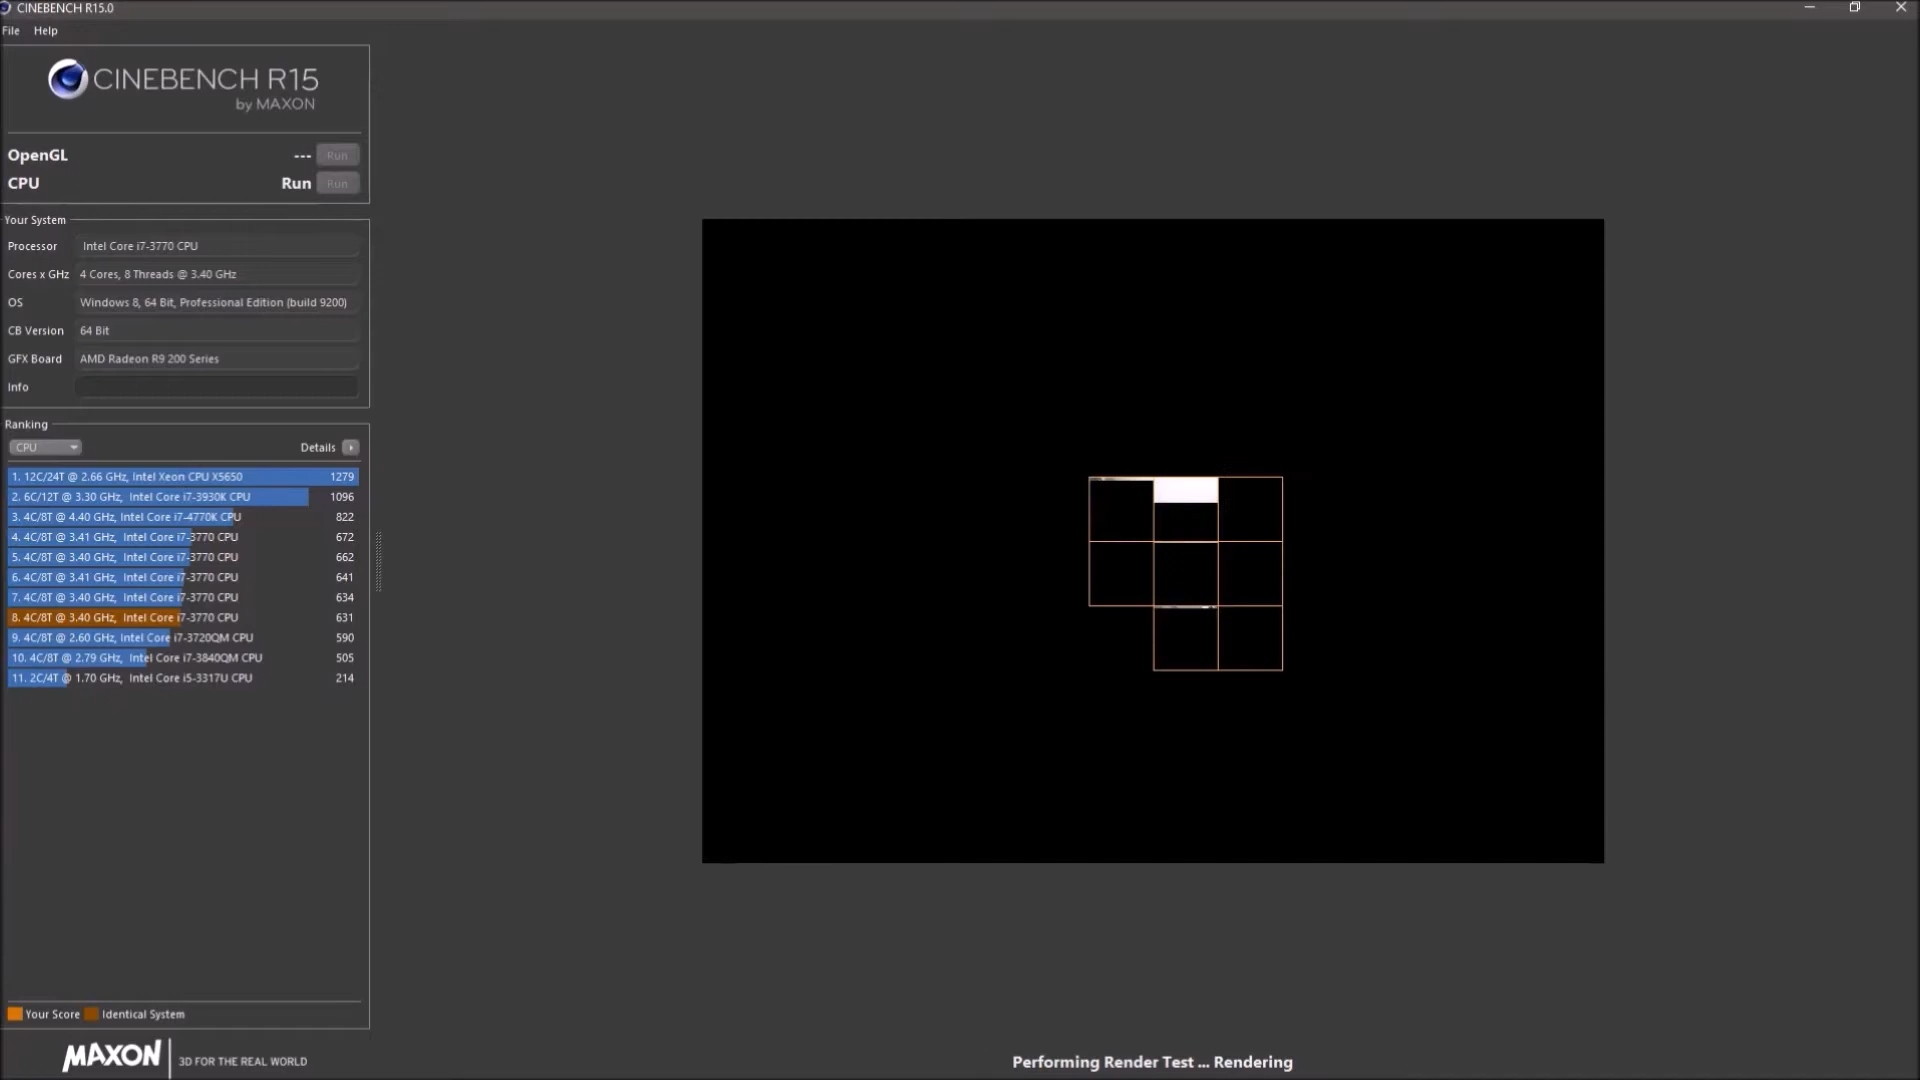 CINEBENCH R15.0
File Help
CINEBENCH R15
by MAXON
OpenGL --- Run
CPU Run Run
Your System
Processor Intel Core i7-3770 CPU
Cores x GHz 4 Cores, 8 Threads @ 3.40 GHz
OS Windows 8, 64 Bit, Professional Edition (build 9200)
CB Version 64 Bit
GFX Board AMD Radeon R9 200 Series
Info
Ranking
CPU Details
1. 12C/24T @ 2.66 GHz, Intel Xeon CPU X5650 1279
2. 6C/12T @ 3.30 GHz, Intel Core i7-3930K CPU 1096
3. 4C/8T @ 4.40 GHz, Intel Core i7-4770K CPU 822
4. 4C/8T @ 3.41 GHz, Intel Core i7-3770 CPU 672
5. 4C/8T @ 3.40 GHz, Intel Core i7-3770 CPU 662
6. 4C/8T @ 3.41 GHz, Intel Core i7-3770 CPU 641
7. 4C/8T @ 3.40 GHz, Intel Core i7-3770 CPU 634
8. 4C/8T @ 3.40 GHz, Intel Core i7-3770 CPU 631
9. 4C/8T @ 2.60 GHz, Intel Core i7-3720QM CPU 590
10. 4C/8T @ 2.79 GHz, Intel Core i7-3840QM CPU 505
11. 2C/4T @ 1.70 GHz, Intel Core i5-3317U CPU 214
Your Score Identical System
MAXON 3D FOR THE REAL WORLD
Performing Render Test ... Rendering